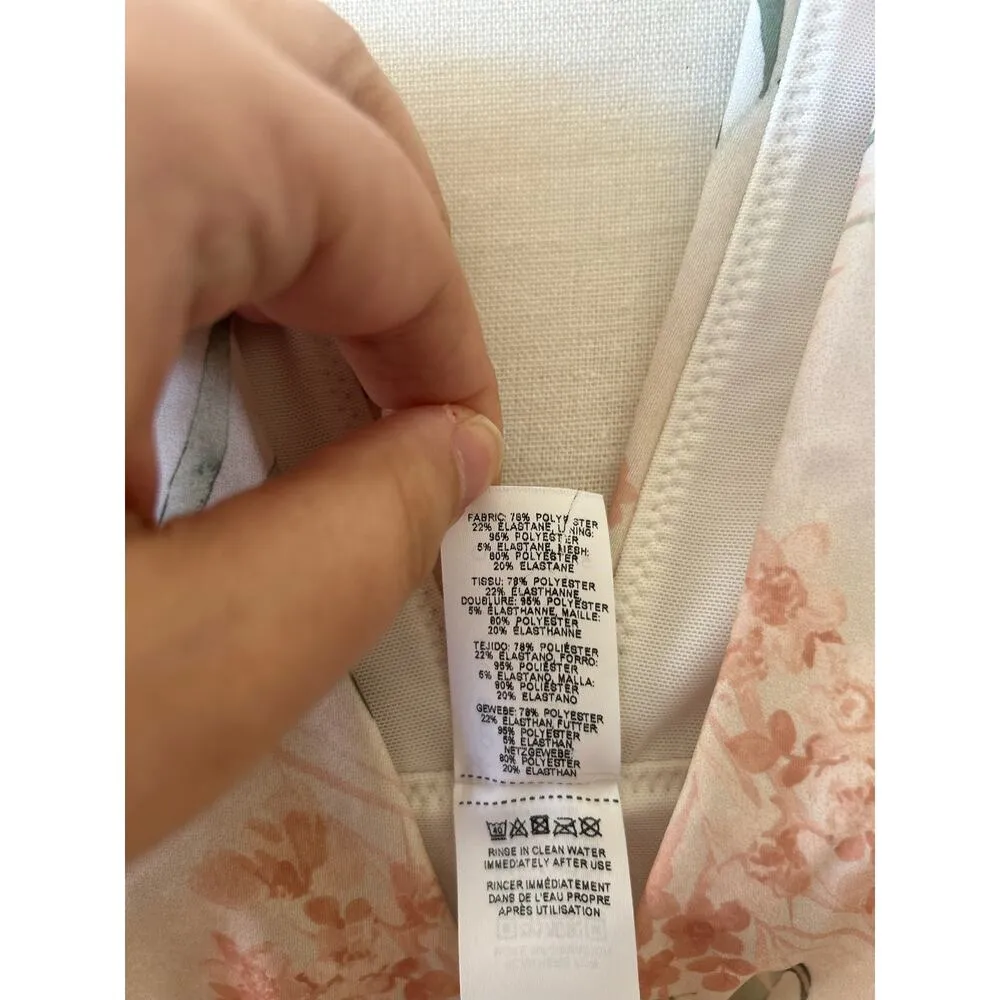 FABRIC: 78% POLYESTER
22% ELASTANE, LINING:
95% POLYESTER
5% ELASTANE, MESH:
80% POLYESTER
20% ELASTANE
TISSU: 78% POLYESTER
22% ÉLASTHANNE,
DOUBLURE: 95% POLYESTER
5% ÉLASTHANNE, MAILLE:
80% POLYESTER
20% ÉLASTHANNE
TEJIDO: 78% POLIÉSTER
22% ELASTANO, FORRO:
95% POLIÉSTER
5% ELASTANO, MALLA:
80% POLIÉSTER
20% ELASTANO
GEWEBE: 78% POLYESTER
22% ELASTHAN, FUTTER
95% POLYESTER
5% ELASTHAN,
NETZGEWEBE:
80% POLYESTER
20% ELASTHAN
40
RINSE IN CLEAN WATER
IMMEDIATELY AFTER USE
RINCER IMMÉDIATEMENT
DANS DE L'EAU PROPRE
APRÈS UTILISATION